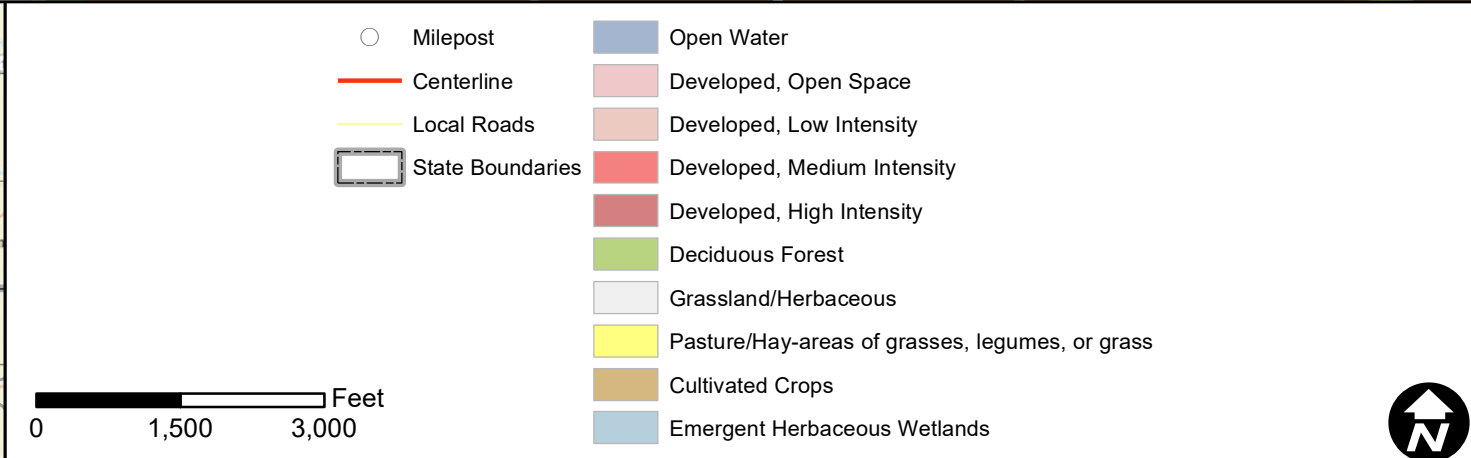 Milepost
Centerline
Local Roads
State Boundaries
Open Water
Developed, Open Space
Developed, Low Intensity
Developed, Medium Intensity
Developed, High Intensity
Deciduous Forest
Grassland/Herbaceous
Pasture/Hay-areas of grasses, legumes, or grass
Cultivated Crops
Emergent Herbaceous Wetlands
Feet
0 1,500 3,000
N